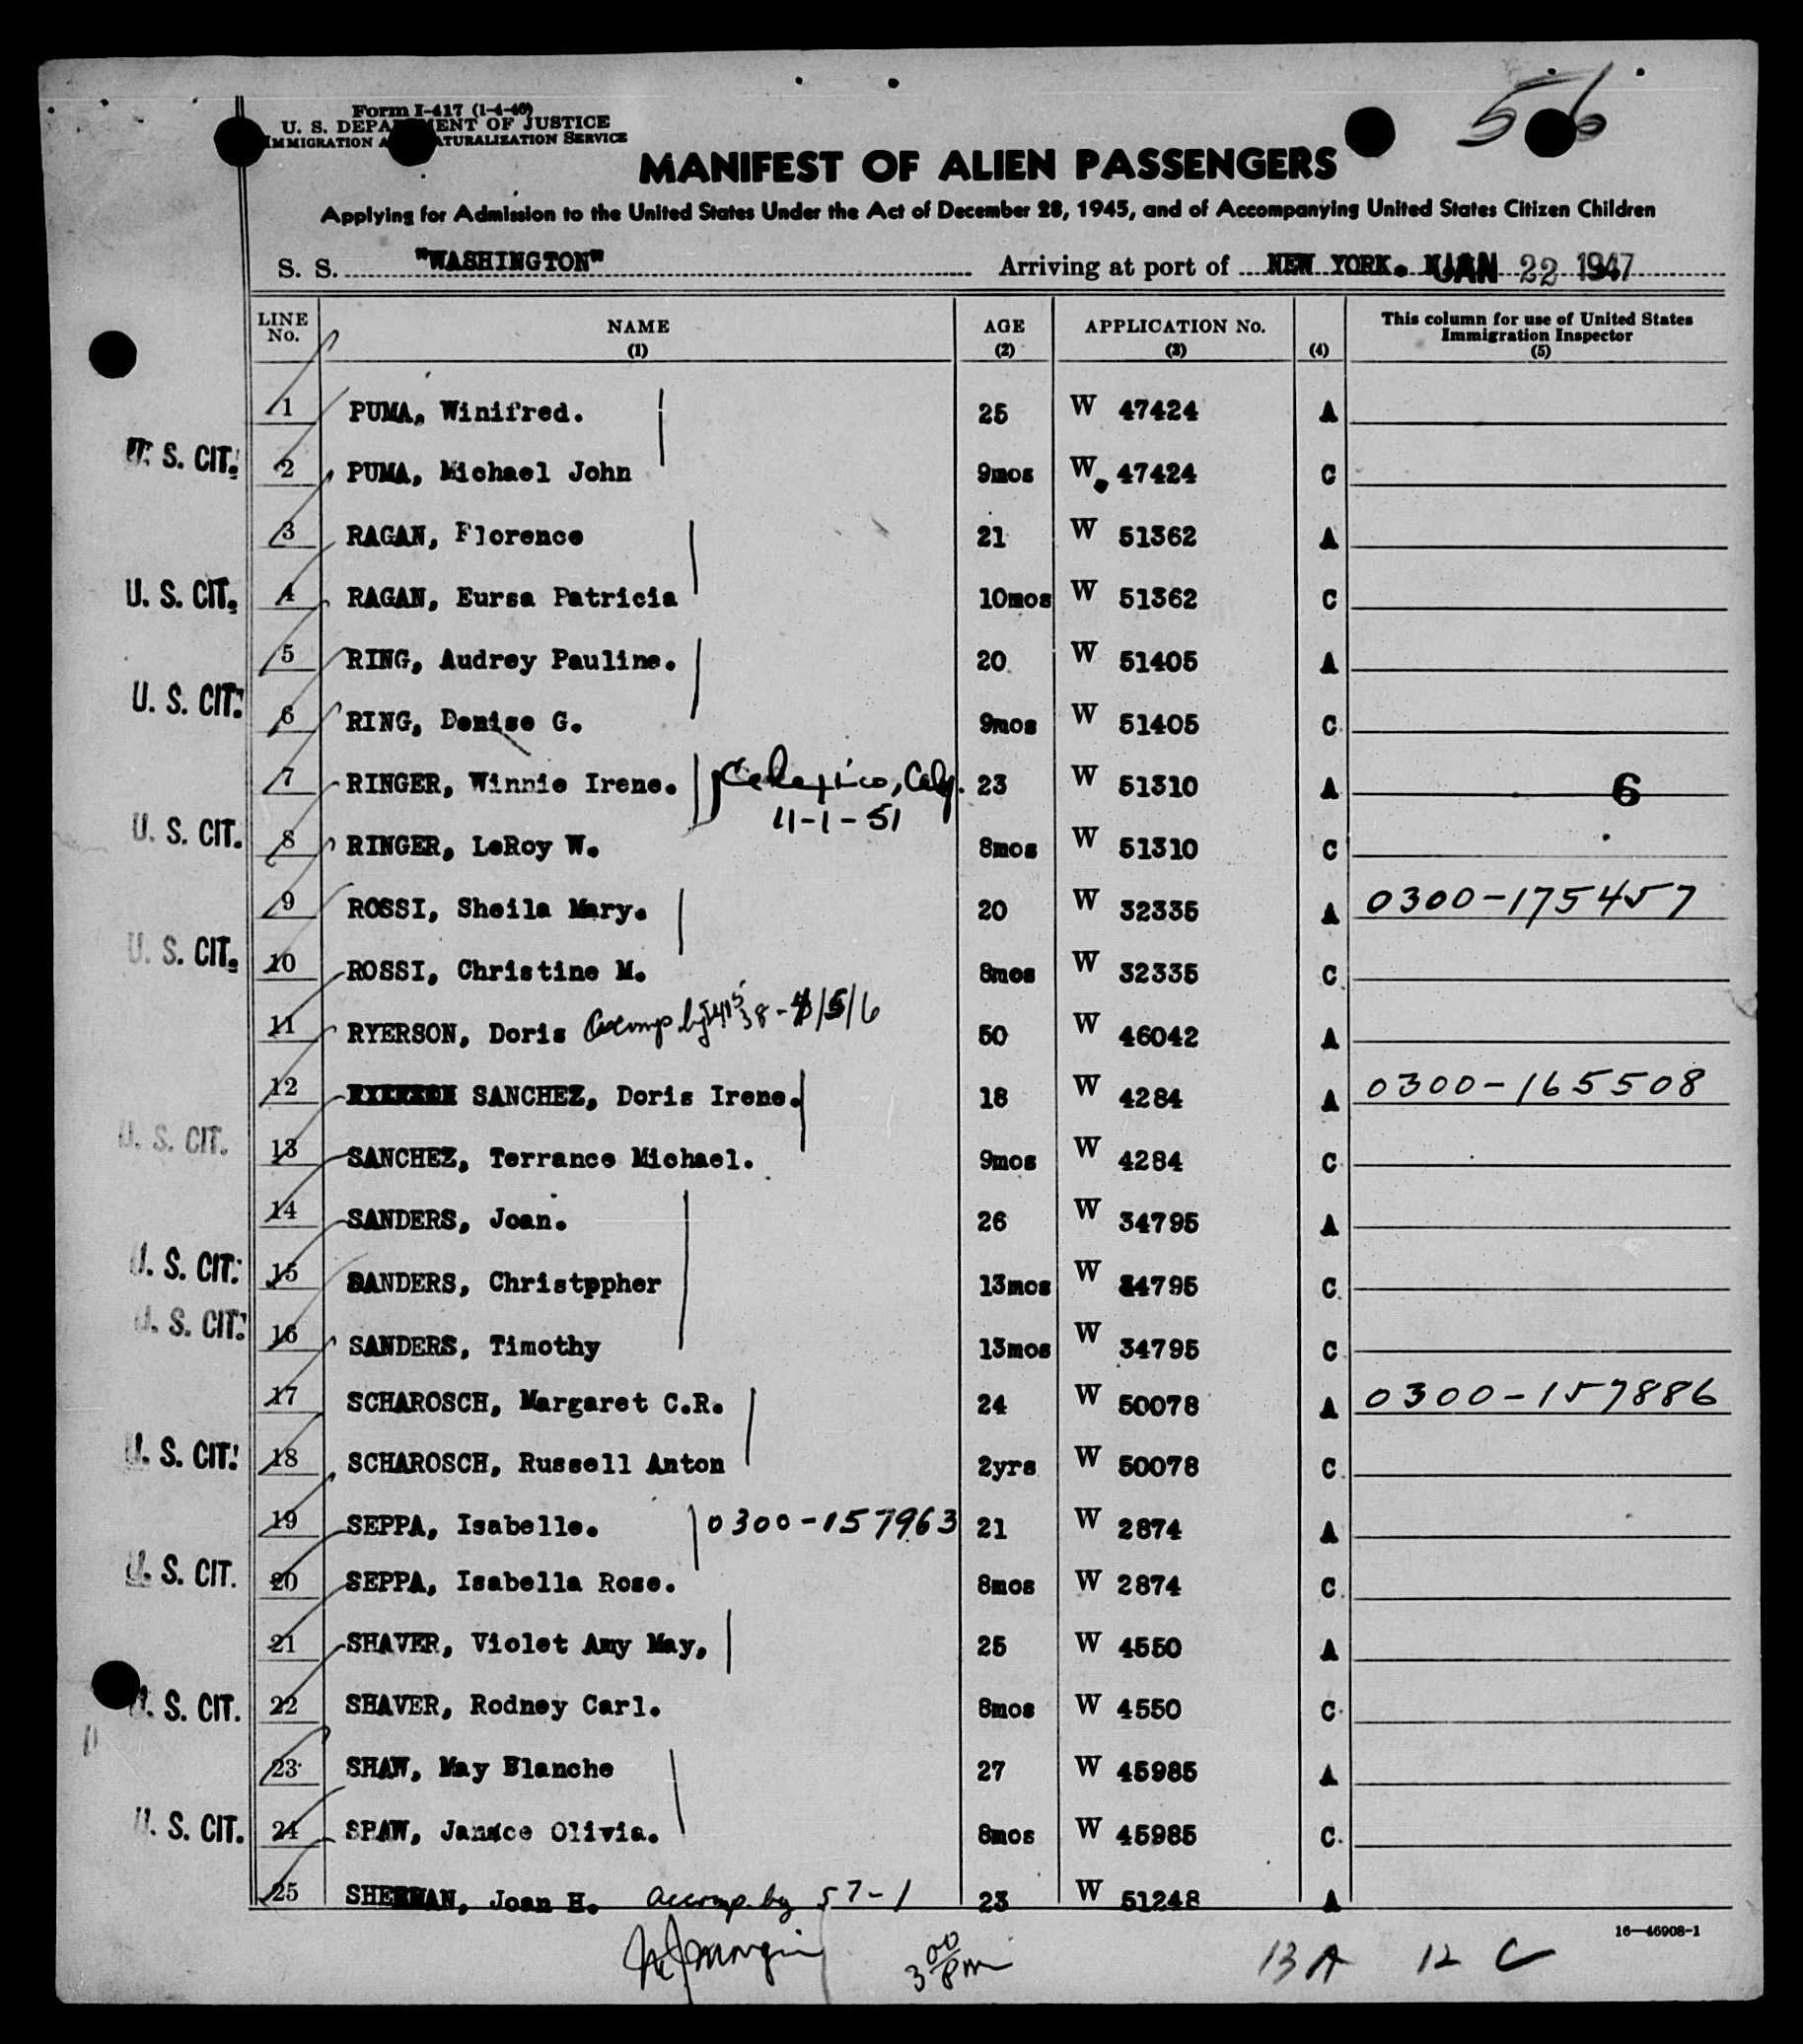 56
Form I-417 (1-4-46)
U. S. DEPARTMENT OF JUSTICE
IMMIGRATION AND NATURALIZATION SERVICE
MANIFEST OF ALIEN PASSENGERS
Applying for Admission to the United States Under the Act of December 28, 1945, and of Accompanying United States Citizen Children
S. S. "WASHINGTON" Arriving at port of NEW YORK. JAN 22 1947
LINE No. NAME (1) AGE (2) APPLICATION No. (3) (4) This column for use of United States Immigration Inspector (5)
1 PUMA, Winifred. 25 W 47424 A
U. S. CIT. 2 PUMA, Michael John 9mos W. 47424 C
3 RAGAN, Florence 21 W 51362 A
U. S. CIT. 4 RAGAN, Eursa Patricia 10mos W 51362 C
5 RING, Audrey Pauline. 20 W 51405 A
U. S. CIT. 6 RING, Denise G. 9mos W 51405 C
7 RINGER, Winnie Irene. Calexico, Calif. 23 W 51310 A 6
11-1-51
U. S. CIT. 8 RINGER, LeRoy W. 8mos W 51310 C
9 ROSSI, Sheila Mary. 20 W 32335 A 0300-175457
U. S. CIT. 10 ROSSI, Christine M. 8mos W 32335 C
11 RYERSON, Doris Accomp. by 38-4/5/6 50 W 46042 A
12 SANCHEZ, Doris Irene. 18 W 4284 A 0300-165508
U. S. CIT. 13 SANCHEZ, Terrance Michael. 9mos W 4284 C
14 SANDERS, Joan. 26 W 34795 A
U. S. CIT. 15 SANDERS, Christppher 13mos W 34795 C
U. S. CIT. 16 SANDERS, Timothy 13mos W 34795 C
17 SCHAROSCH, Margaret C.R. 24 W 50078 A 0300-157886
U. S. CIT. 18 SCHAROSCH, Russell Anton 2yrs W 50078 C
19 SEPPA, Isabelle. 0300-157963 21 W 2874 A
U. S. CIT. 20 SEPPA, Isabella Rose. 8mos W 2874 C
21 SHAVER, Violet Amy May, 25 W 4550 A
U. S. CIT. 22 SHAVER, Rodney Carl. 8mos W 4550 C
23 SHAW, May Blanche 27 W 45985 A
U. S. CIT. 24 SHAW, Janice Olivia. 8mos W 45985 C
25 SHERMAN, Joan H. accomp. by 57-1 23 W 51248 A
16—46908-1
3 00 PM 13 A 12 C